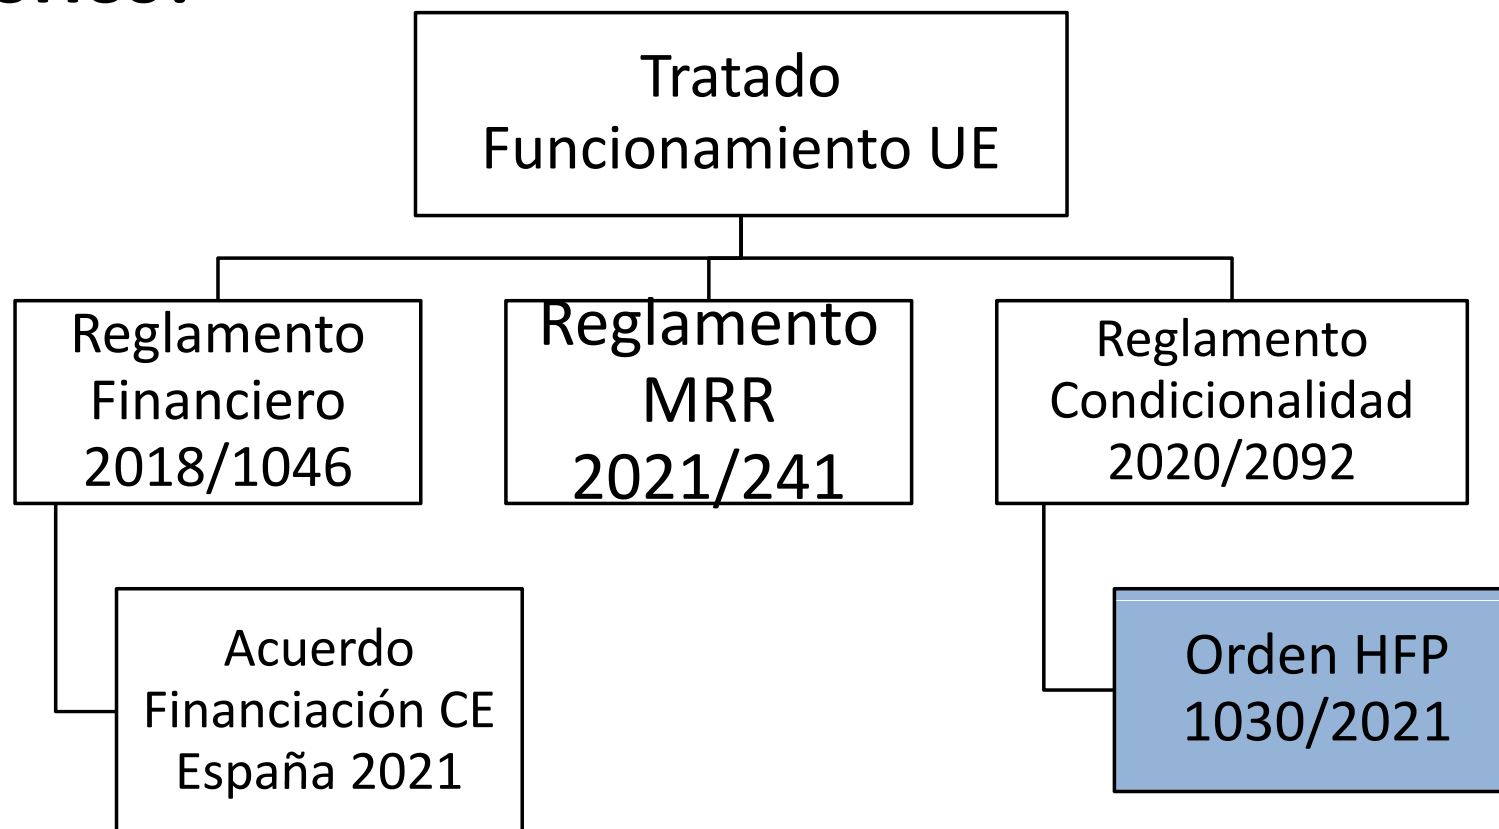 Tratado
Funcionamiento UE
Reglamento
Financiero
2018/1046
Reglamento
MRR
2021/241
Reglamento
Condicionalidad
2020/2092
Acuerdo
Financiación CE
España 2021
Orden HFP
1030/2021